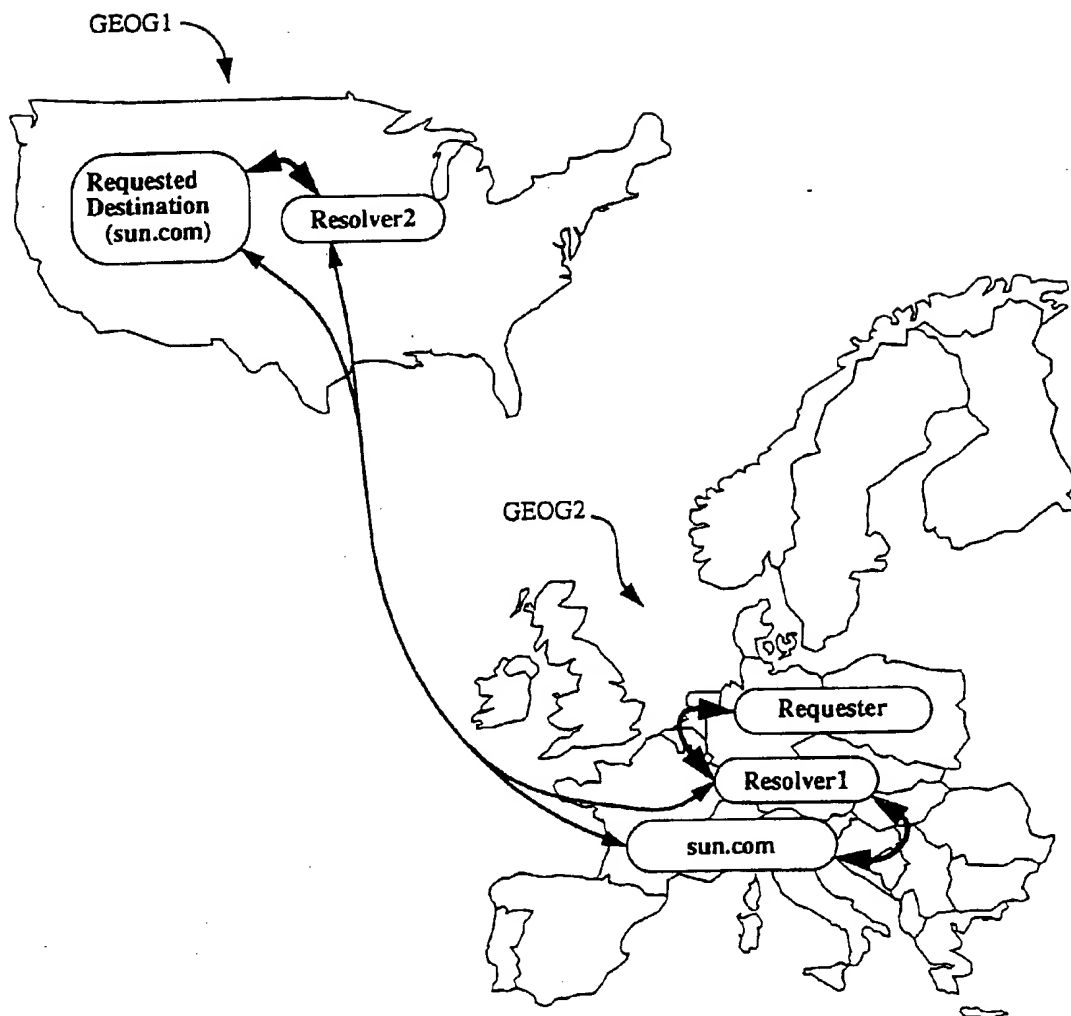 GEOG1
Requested
Destination
(sun.com)
Resolver2
GEOG2
Requester
Resolver1
sun.com